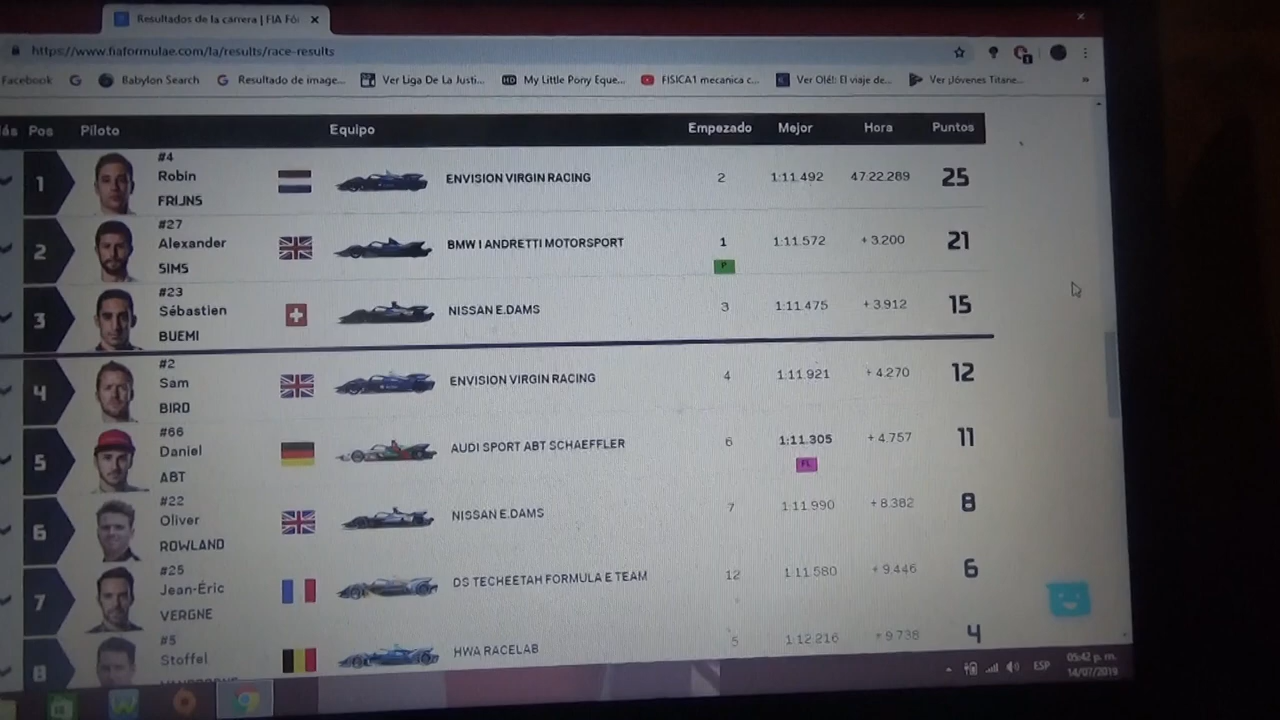 Resultados de la carrera | FIA Fó
https://www.fiaformulae.com/la/results/race-results
Facebook Babylon Search Resultado de image... Ver Liga De La Justi... HD My Little Pony Eque... FISICA1 mecanica c... Ver Olé!: El viaje de... Ver Jóvenes Titane... »
ás Pos Piloto Equipo Empezado Mejor Hora Puntos
#4
1 Robin ENVISION VIRGIN RACING 2 1:11.492 47:22.289 25
FRIJNS
#27
2 Alexander BMW I ANDRETTI MOTORSPORT 1 1:11.572 + 3.200 21
SIMS P
#23
3 Sébastien NISSAN E.DAMS 3 1:11.475 + 3.912 15
BUEMI
#2
4 Sam ENVISION VIRGIN RACING 4 1:11.921 + 4.270 12
BIRD
#66
5 Daniel AUDI SPORT ABT SCHAEFFLER 6 1:11.305 + 4.757 11
ABT FL
#22
6 Oliver NISSAN E.DAMS 7 1:11.990 + 8.382 8
ROWLAND
#25
7 Jean-Éric DS TECHEETAH FORMULA E TEAM 12 1:11.580 + 9.446 6
VERGNE
#5
8 Stoffel HWA RACELAB 5 1:12.216 + 9.738 4
ESP 05:42 p. m.
14/07/2019